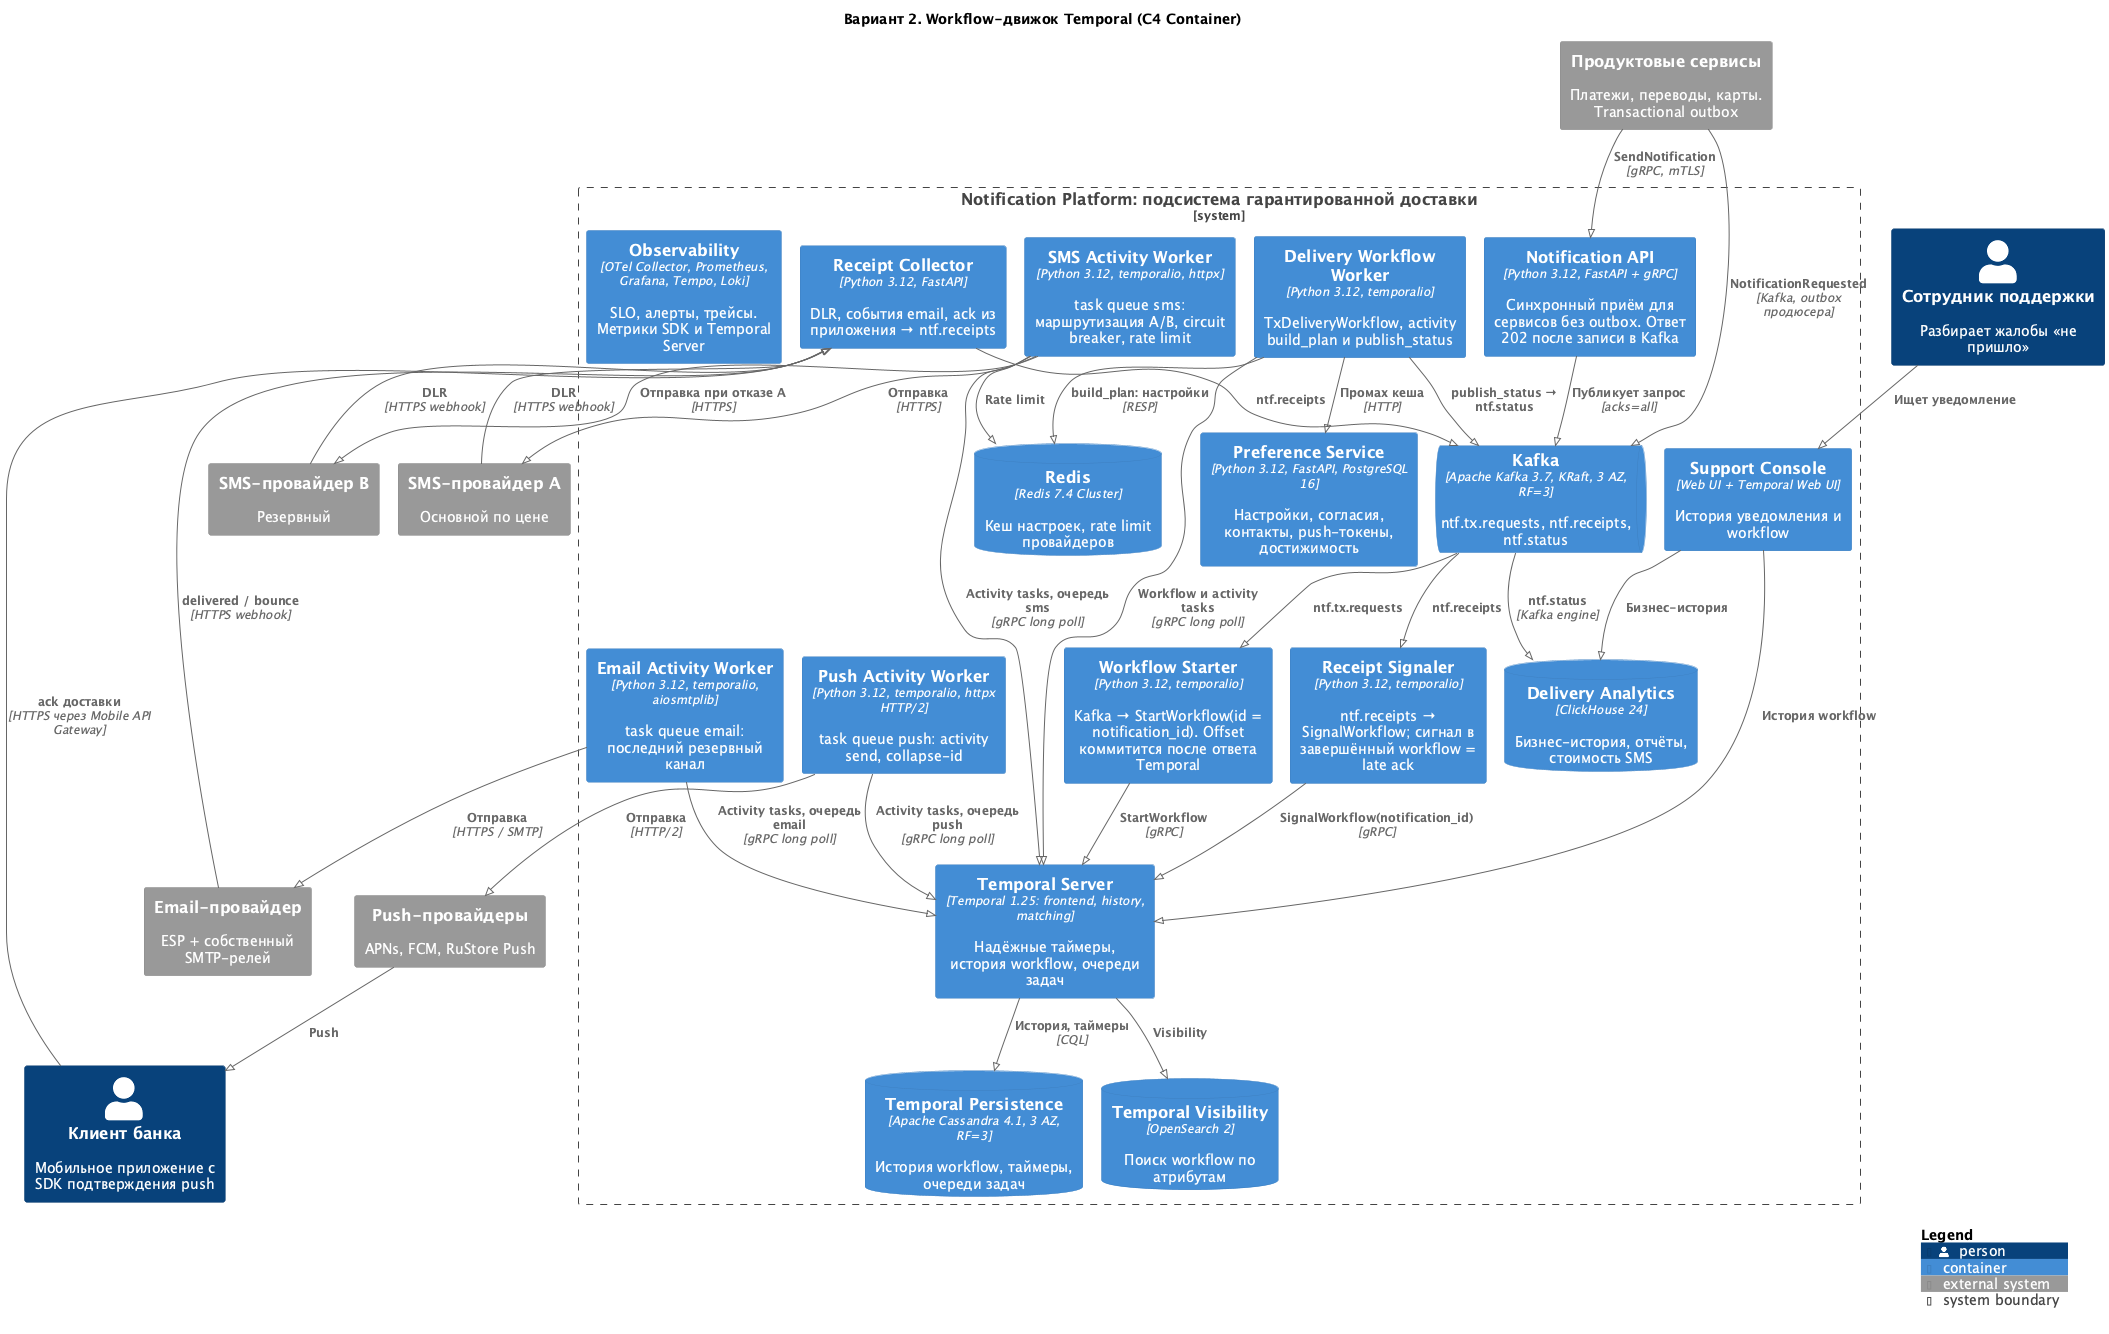 Вариант 2. Workflow-движок Temporal (C4 Container)
Продуктовые сервисы
Платежи, переводы, карты.
Transactional outbox
SendNotification
[gRPC, mTLS]
NotificationRequested
[Kafka, outbox
продюсера]
Notification Platform: подсистема гарантированной доставки
[system]
Observability
[OTel Collector, Prometheus,
Grafana, Tempo, Loki]
SLO, алерты, трейсы.
Метрики SDK и Temporal
Server
Receipt Collector
[Python 3.12, FastAPI]
DLR, события email, ack из
приложения → ntf.receipts
SMS Activity Worker
[Python 3.12, temporalio, httpx]
task queue sms:
маршрутизация A/B, circuit
breaker, rate limit
Delivery Workflow
Worker
[Python 3.12, temporalio]
TxDeliveryWorkflow, activity
build_plan и publish_status
Notification API
[Python 3.12, FastAPI + gRPC]
Синхронный приём для
сервисов без outbox. Ответ
202 после записи в Kafka
Сотрудник поддержки
Разбирает жалобы «не
пришло»
DLR
[HTTPS webhook]
DLR
[HTTPS webhook]
Отправка при отказе A
[HTTPS]
Отправка
[HTTPS]
Rate limit
build_plan: настройки
[RESP]
ntf.receipts
Промах кеша
[HTTP]
publish_status →
ntf.status
Публикует запрос
[acks=all]
Ищет уведомление
SMS-провайдер B
Резервный
SMS-провайдер A
Основной по цене
Redis
[Redis 7.4 Cluster]
Кеш настроек, rate limit
провайдеров
Preference Service
[Python 3.12, FastAPI, PostgreSQL
16]
Настройки, согласия,
контакты, push-токены,
достижимость
Kafka
[Apache Kafka 3.7, KRaft, 3 AZ,
RF=3]
ntf.tx.requests, ntf.receipts,
ntf.status
Support Console
[Web UI + Temporal Web UI]
История уведомления и
workflow
delivered / bounce
[HTTPS webhook]
Activity tasks, очередь
sms
[gRPC long poll]
Workflow и activity
tasks
[gRPC long poll]
ntf.tx.requests
ntf.receipts
ntf.status
[Kafka engine]
Бизнес-история
ack доставки
[HTTPS через Mobile API
Gateway]
Email Activity Worker
[Python 3.12, temporalio,
aiosmtplib]
task queue email:
последний резервный
канал
Push Activity Worker
[Python 3.12, temporalio, httpx
HTTP/2]
task queue push: activity
send, collapse-id
Workflow Starter
[Python 3.12, temporalio]
Kafka → StartWorkflow(id =
notification_id). Offset
коммитится после ответа
Temporal
Receipt Signaler
[Python 3.12, temporalio]
ntf.receipts →
SignalWorkflow; сигнал в
завершённый workflow =
late ack
Delivery Analytics
[ClickHouse 24]
Бизнес-история, отчёты,
стоимость SMS
История workflow
Отправка
[HTTPS / SMTP]
Отправка
[HTTP/2]
Activity tasks, очередь
email
[gRPC long poll]
Activity tasks, очередь
push
[gRPC long poll]
StartWorkflow
[gRPC]
SignalWorkflow(notification_id)
[gRPC]
Email-провайдер
ESP + собственный
SMTP-релей
Push-провайдеры
APNs, FCM, RuStore Push
Temporal Server
[Temporal 1.25: frontend, history,
matching]
Надёжные таймеры,
история workflow, очереди
задач
Push
История, таймеры
[CQL]
Visibility
Клиент банка
Мобильное приложение с
SDK подтверждения push
Temporal Persistence
[Apache Cassandra 4.1, 3 AZ,
RF=3]
История workflow, таймеры,
очереди задач
Temporal Visibility
[OpenSearch 2]
Поиск workflow по
атрибутам
Legend
person
container
external system
system boundary